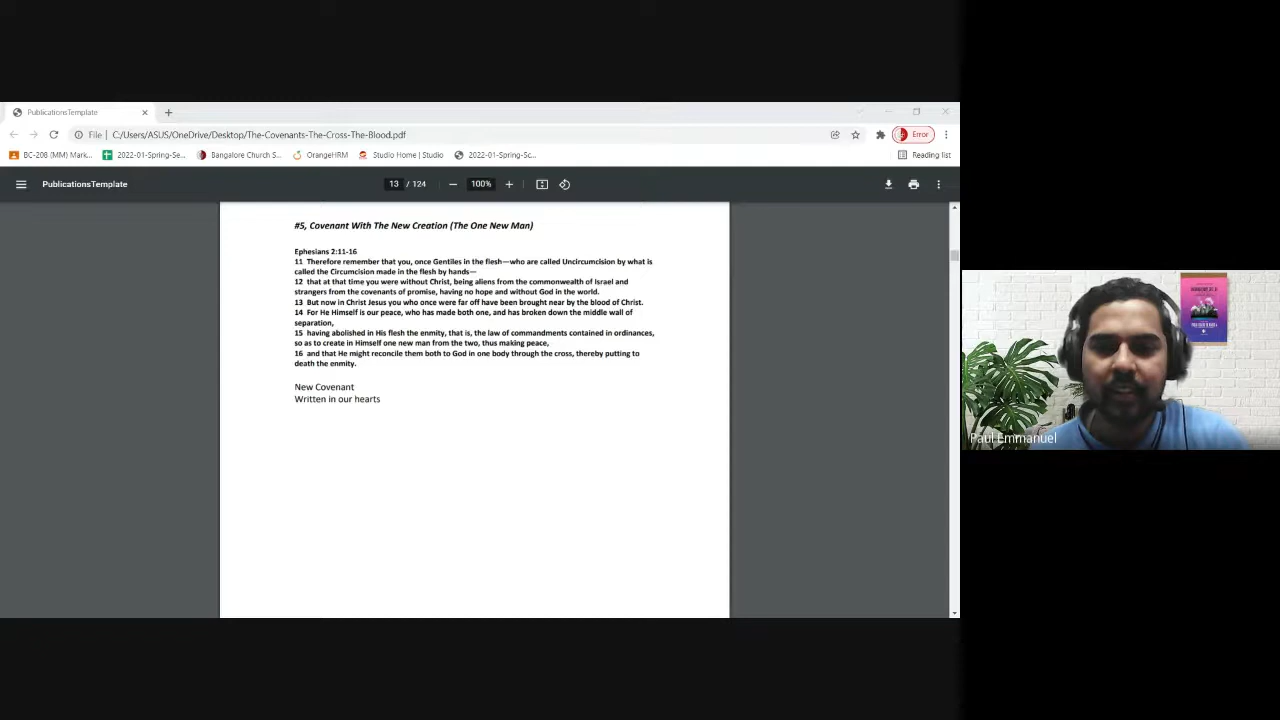 PublicationsTemplate
File | C:/Users/ASUS/OneDrive/Desktop/The-Covenants-The-Cross-The-Blood.pdf
Error
BC-208 (MM) Mark...
2022-01-Spring-Se...
Bangalore Church S...
OrangeHRM
Studio Home | Studio
2022-01-Spring-Sc...
Reading list
PublicationsTemplate
13 / 124
100%
#5, Covenant With The New Creation (The One New Man)
Ephesians 2:11-16
11 Therefore remember that you, once Gentiles in the flesh—who are called Uncircumcision by what is
called the Circumcision made in the flesh by hands—
12 that at that time you were without Christ, being aliens from the commonwealth of Israel and
strangers from the covenants of promise, having no hope and without God in the world.
13 But now in Christ Jesus you who once were far off have been brought near by the blood of Christ.
14 For He Himself is our peace, who has made both one, and has broken down the middle wall of
separation,
15 having abolished in His flesh the enmity, that is, the law of commandments contained in ordinances,
so as to create in Himself one new man from the two, thus making peace,
16 and that He might reconcile them both to God in one body through the cross, thereby putting to
death the enmity.
New Covenant
Written in our hearts
Paul Emmanuel